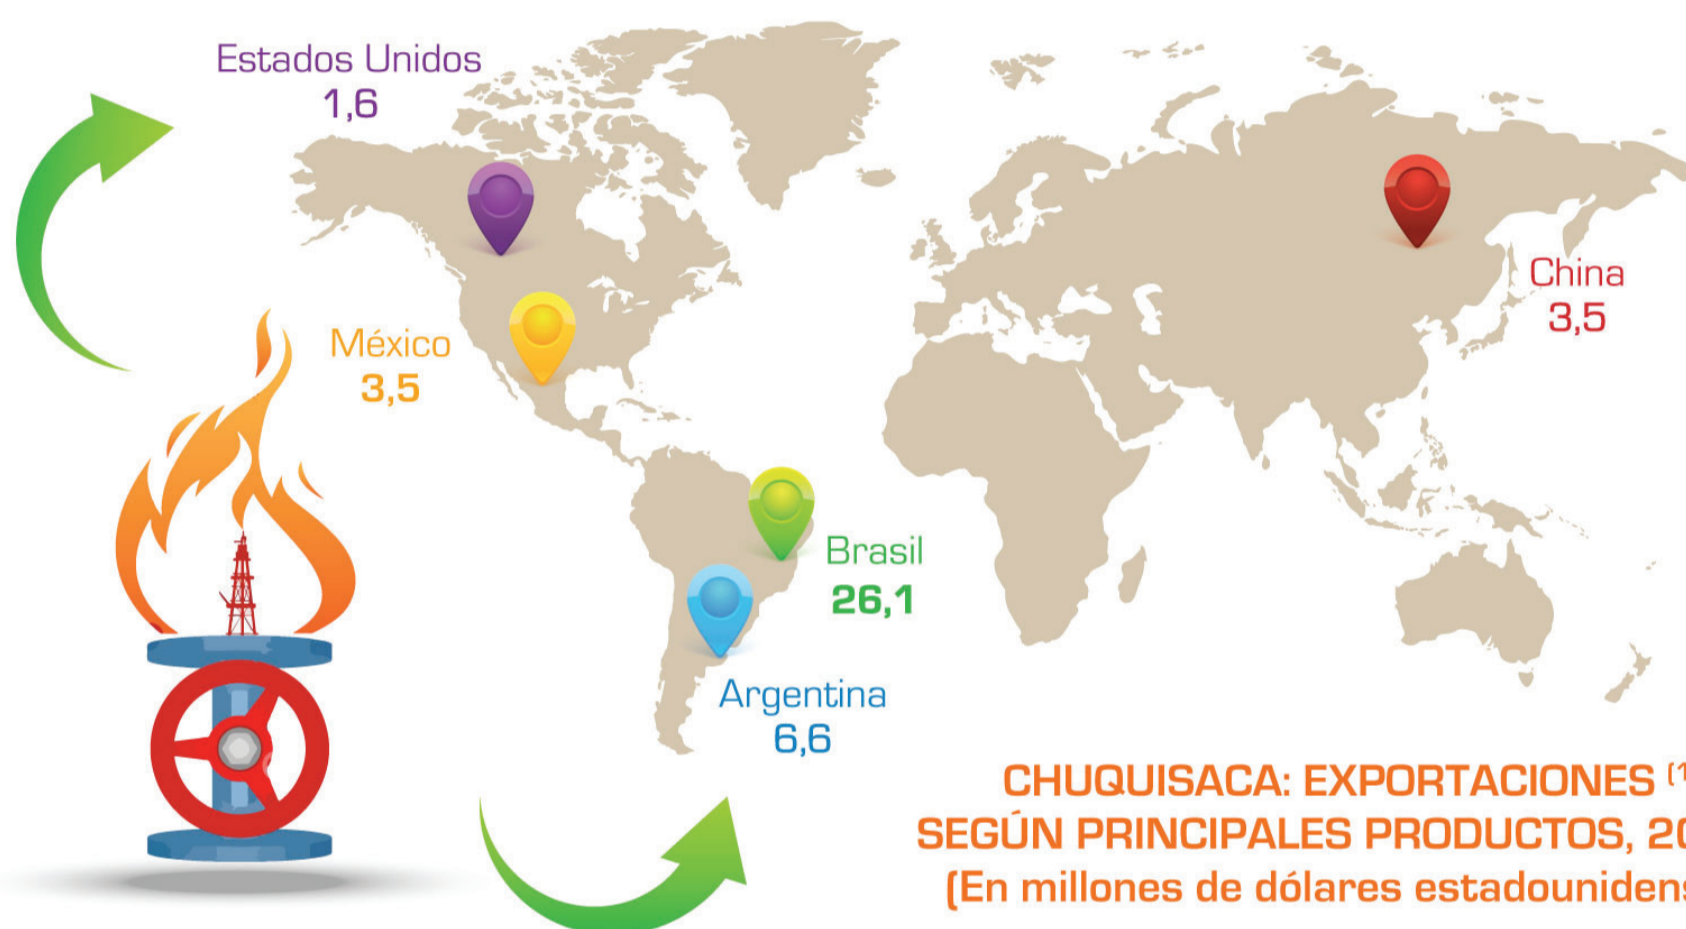 Estados Unidos
1,6
México
3,5
China
3,5
Brasil
26,1
Argentina
6,6
CHUQUISACA: EXPORTACIONES
SEGÚN PRINCIPALES PRODUCTOS,
(En millones de dólares